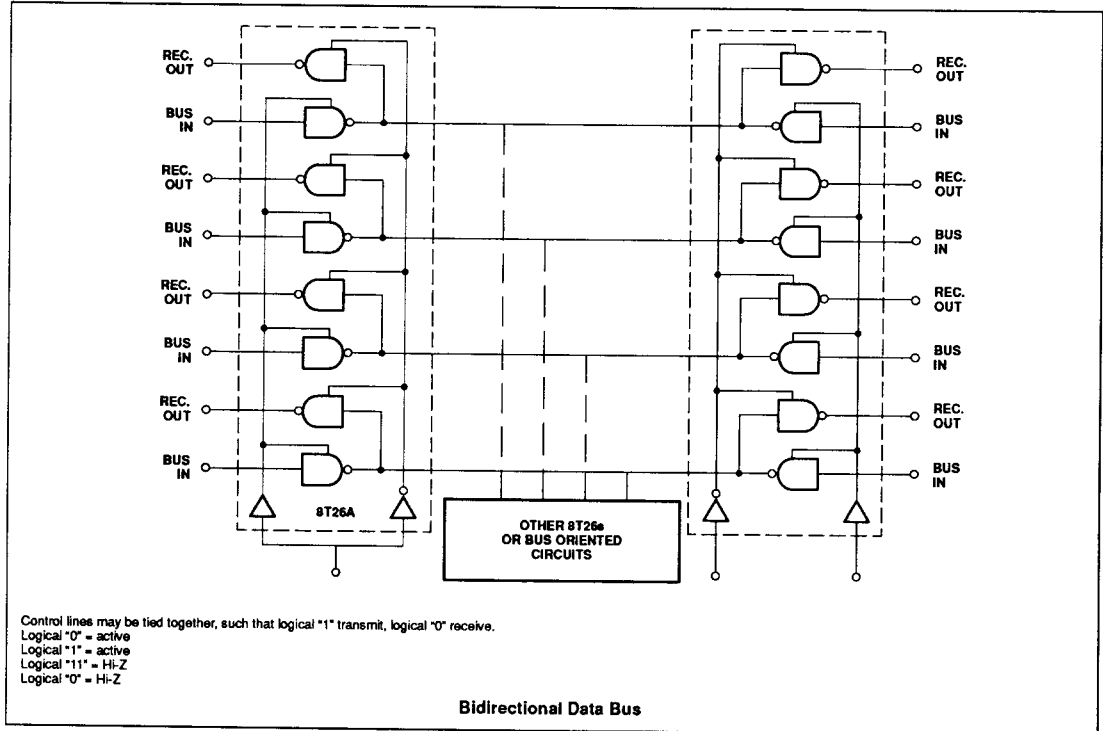 REC.
OUT
BUS
IN
REC.
OUT
BUS
IN
REC.
OUT
BUS
IN
REC.
OUT
BUS
IN
8T26A
OTHER 8T26s
OR BUS ORIENTED
CIRCUITS
REC.
OUT
BUS
IN
REC.
OUT
BUS
IN
REC.
OUT
BUS
IN
REC.
OUT
BUS
IN
Control lines may be tied together, such that logical "1" transmit, logical "0" receive.
Logical "0" = active
Logical "1" = active
Logical "11" = Hi-Z
Logical "0" = Hi-Z
Bidirectional Data Bus